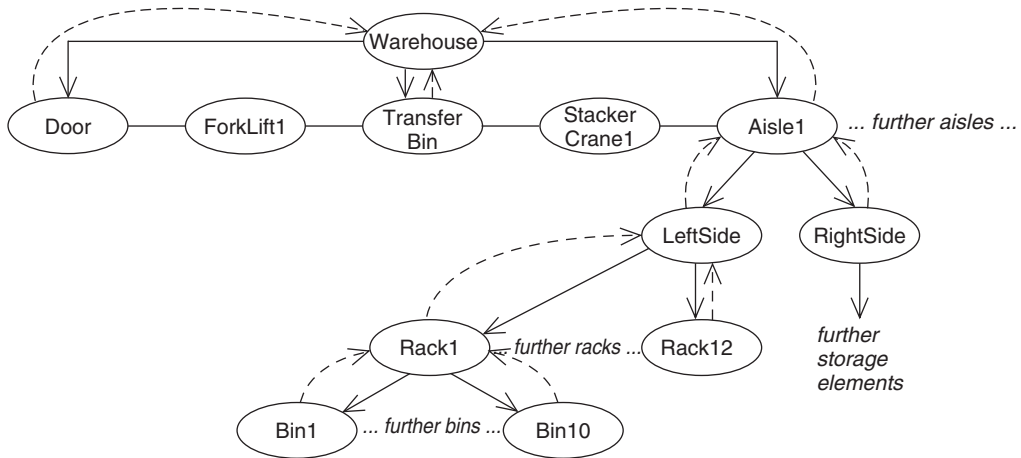 Warehouse
Door
ForkLift1
Transfer
Bin
Stacker
Crane1
Aisle1
... further aisles ...
LeftSide
RightSide
Rack1
... further racks ...
Rack12
further
storage
elements
Bin1
... further bins ...
Bin10